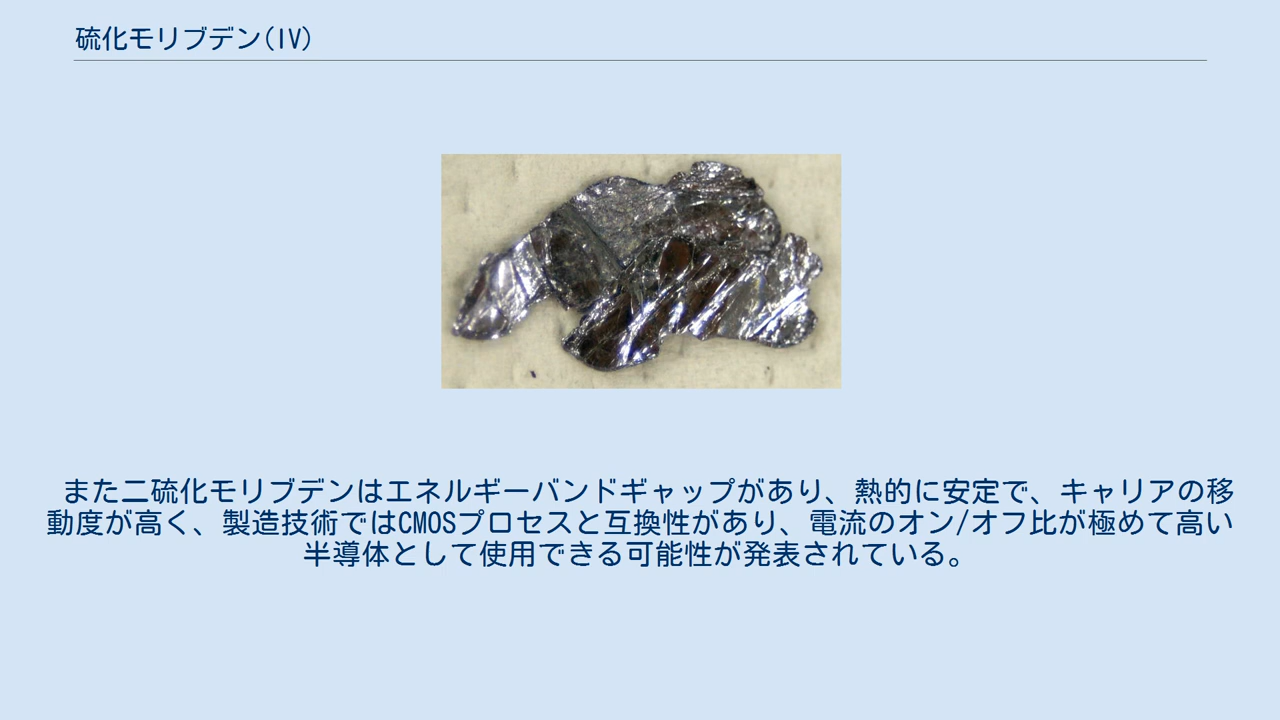 硫化モリブデン(IV)
また二硫化モリブデンはエネルギーバンドギャップがあり、熱的に安定で、キャリアの移
動度が高く、製造技術ではCMOSプロセスと互換性があり、電流のオン/オフ比が極めて高い
半導体として使用できる可能性が発表されている。